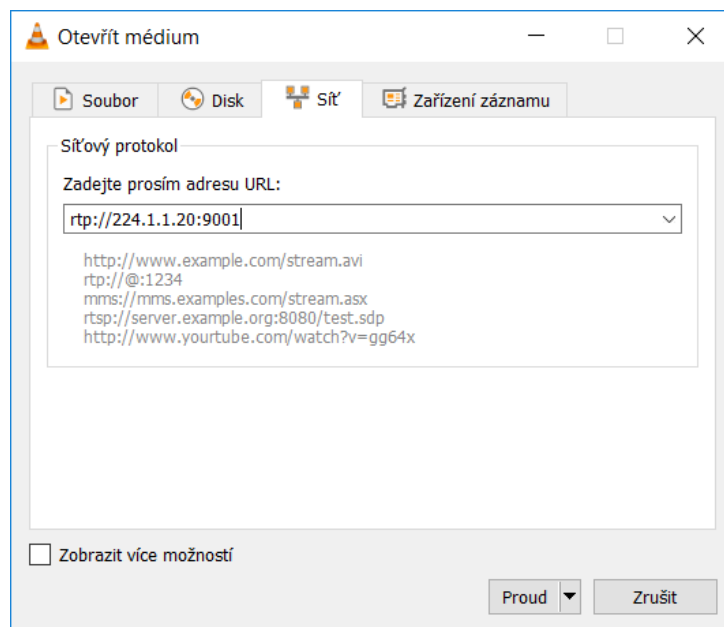 Otevřít médium
Soubor Disk Síť Zařízení záznamu
Síťový protokol
Zadejte prosím adresu URL:
rtp://224.1.1.20:9001
http://www.example.com/stream.avi
rtp://@:1234
mms://mms.examples.com/stream.asx
rtsp://server.example.org:8080/test.sdp
http://www.yourtube.com/watch?v=gg64x
Zobrazit více možností
Proud Zrušit